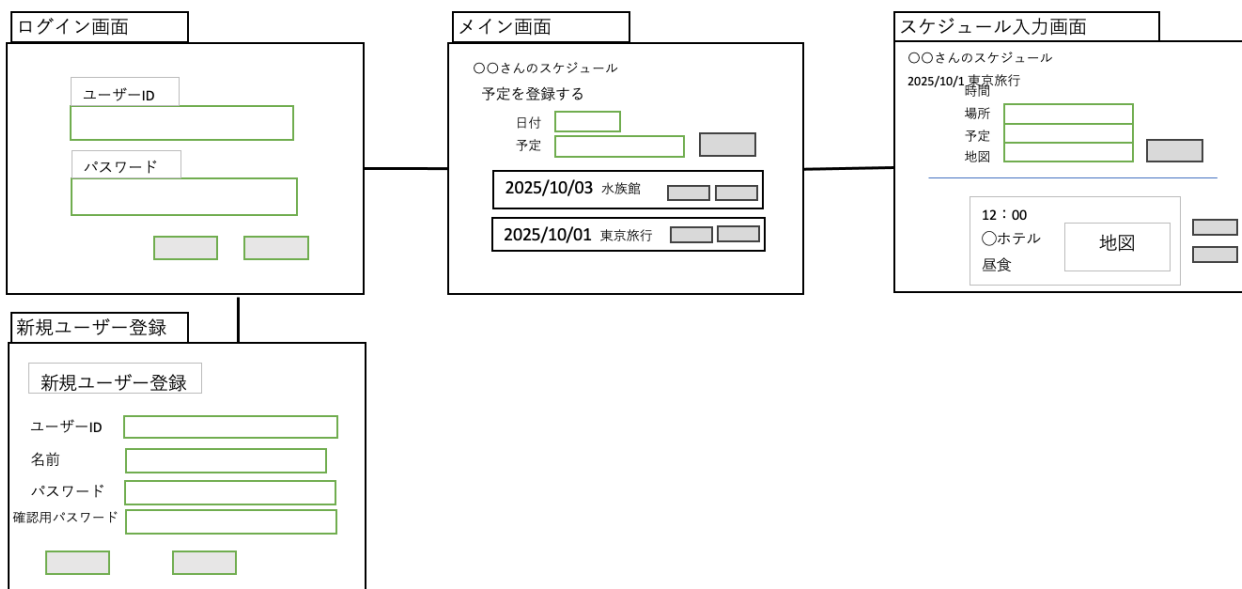 ログイン画面
ユーザーID
パスワード
メイン画面
〇〇さんのスケジュール
予定を登録する
日付
予定
2025/10/03 水族館
2025/10/01 東京旅行
スケジュール入力画面
〇〇さんのスケジュール
2025/10/1 東京旅行
時間
場所
予定
地図
12：00
〇ホテル
昼食
地図
新規ユーザー登録
新規ユーザー登録
ユーザーID
名前
パスワード
確認用パスワード